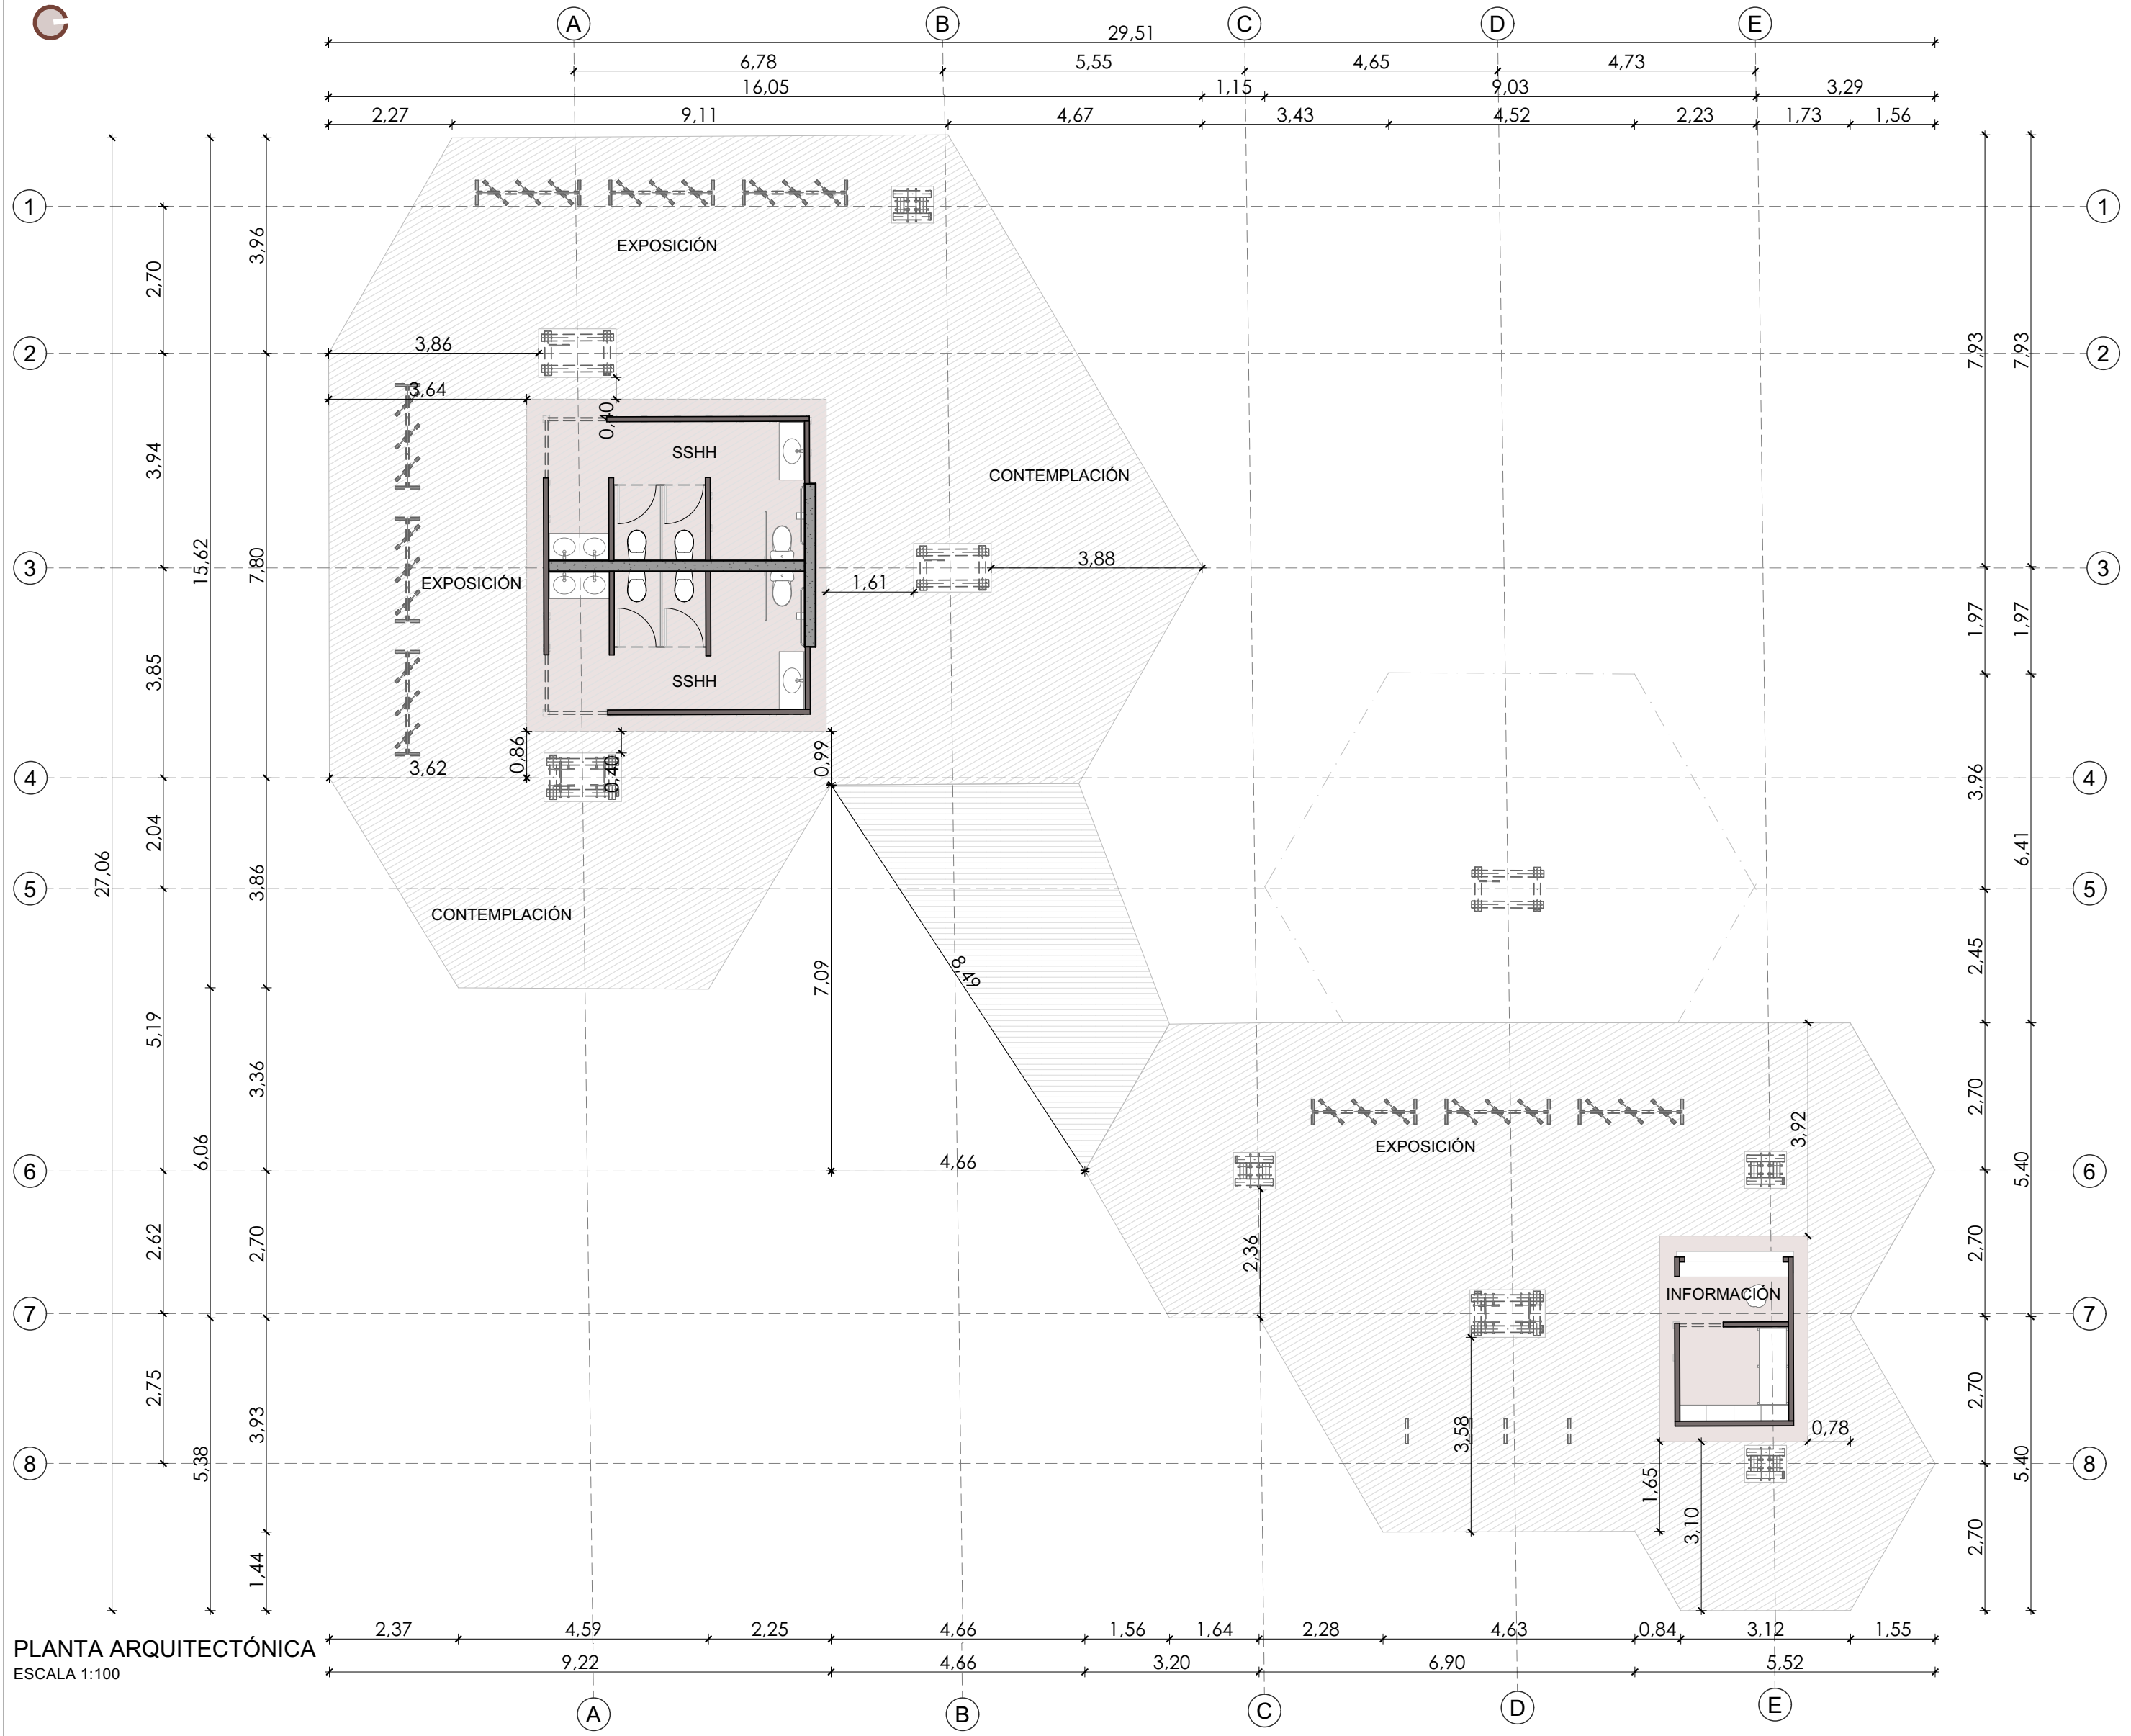 A B C D E
29,51
6,78 5,55 4,65 4,73
16,05 1,15 9,03 3,29
2,27 9,11 4,67 3,43 4,52 2,23 1,73 1,56
1 1
3,96
EXPOSICIÓN
2,70
2 3,86 7,93 7,93 2
3,64
0,40
3,94
SSHH
CONTEMPLACIÓN
15,62 7,80
3 3,88 3
EXPOSICIÓN
1,61
1,97 1,97
3,85
SSHH
0,86 0,99
0,40
4 3,62 3,96 4
2,04
6,41
27,06
3,86
5 5
CONTEMPLACIÓN
2,45
8,49
7,09
5,19
3,36
2,70
3,92
EXPOSICIÓN
6,06
4,66
6 5,40 6
2,62 2,70 2,36 2,70
INFORMACIÓN
7 7
2,75 2,70
3,93 3,58 0,78
5,38 5,40
8 8
1,65
3,10
1,44 2,70
2,37 4,59 2,25 4,66 1,56 1,64 2,28 4,63 0,84 3,12 1,55
PLANTA ARQUITECTÓNICA
9,22 4,66 3,20 6,90 5,52
ESCALA 1:100
A B C D E